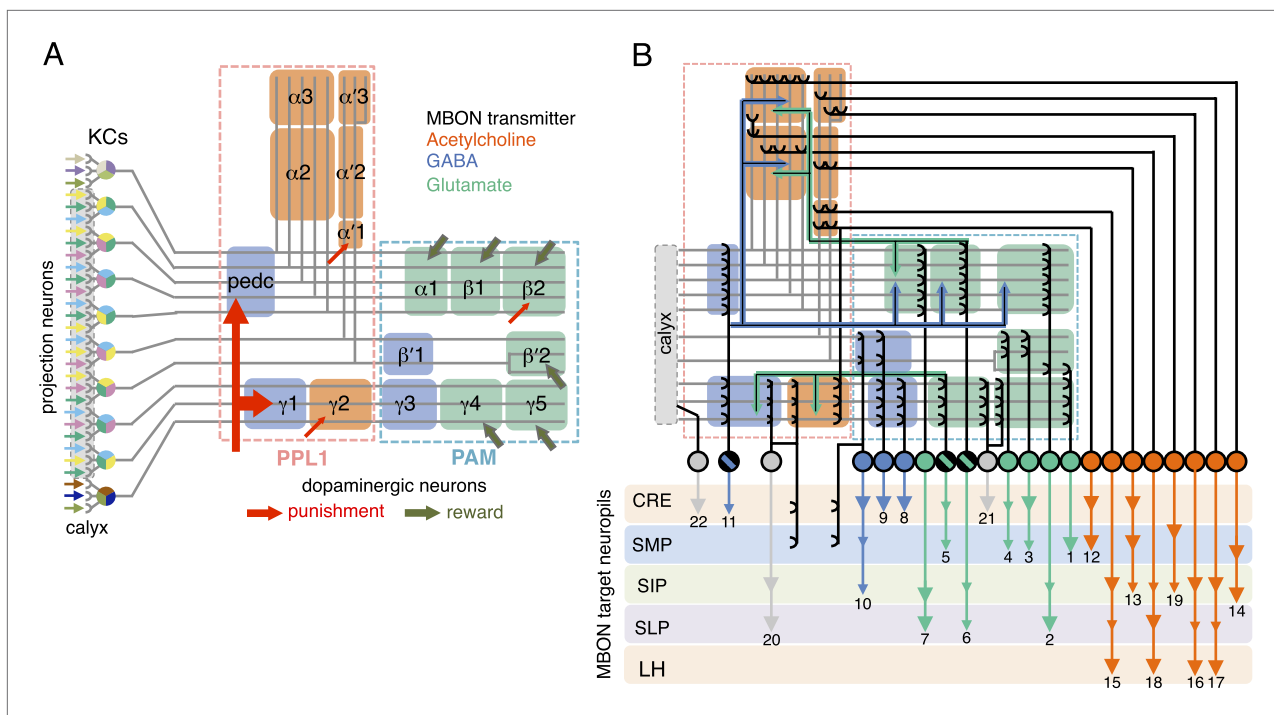 A
KCs
projection neurons
calyx
α3
α′3
α2
α′2
α′1
pedc
α1
β1
β2
β′1
β′2
γ1
γ2
γ3
γ4
γ5
PPL1
PAM
MBON transmitter
Acetylcholine
GABA
Glutamate
dopaminergic neurons
punishment
reward
B
calyx
MBON target neuropils
CRE
SMP
SIP
SLP
LH
22
11
9
8
21
5
4
3
1
12
10
13
19
14
20
7
6
2
15
18
16
17